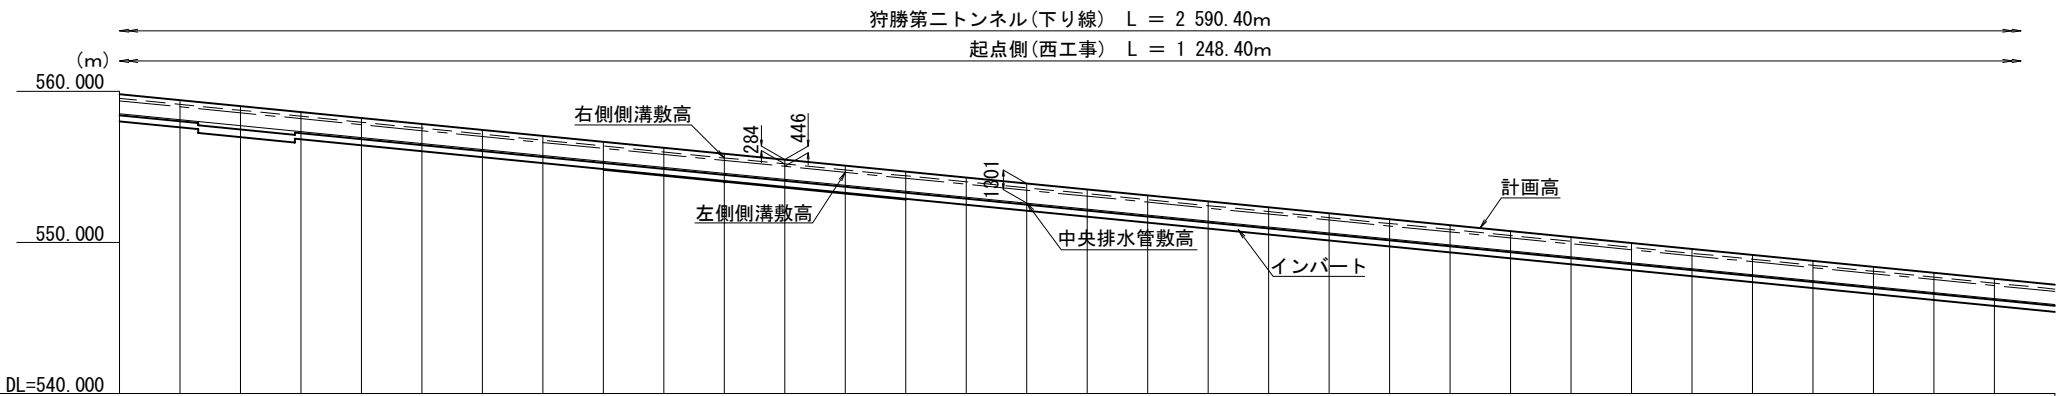 狩勝第二トンネル(下り線) L = 2 590.40m
起点側(西工事) L = 1 248.40m
(m)
560.000
右側側溝敷高
284
446
1301
計画高
左側側溝敷高
550.000
中央排水管敷高
インバート
DL=540.000